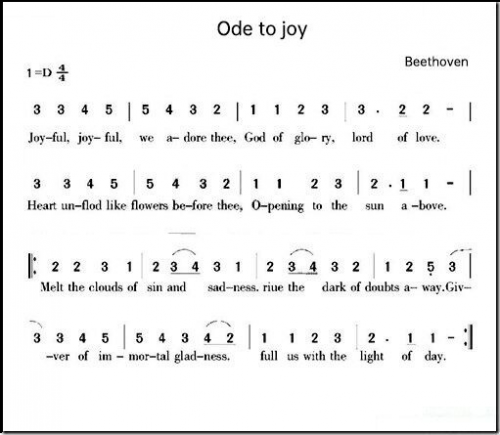 Ode to joy
Beethoven
1=D 4/4
3 3 4 5 | 5 4 3 2 | 1 1 2 3 | 3 . 2 2 - |
Joy-ful, joy- ful, we a- dore thee, God of glo- ry, lord of love.
3 3 4 5 | 5 4 3 2 | 1 1 2 3 | 2 . 1 1 - |
Heart un-flod like flowers be-fore thee, O-pening to the sun a -bove.
|: 2 2 3 1 | 2 3 4 3 1 | 2 3 4 3 2 | 1 2 5 3 |
Melt the clouds of sin and sad-ness. riue the dark of doubts a- way.Giv-
3 3 4 5 | 5 4 3 4 2 | 1 1 2 3 | 2 . 1 1 - :|
-ver of im - mor-tal glad-ness. full us with the light of day.